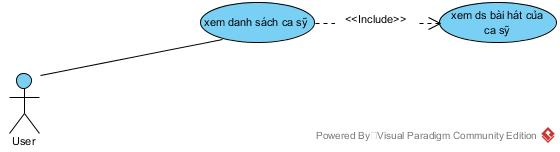 xem danh sách ca sỹ
<<Include>>
xem ds bài hát của
ca sỹ
User
Powered By Visual Paradigm Community Edition